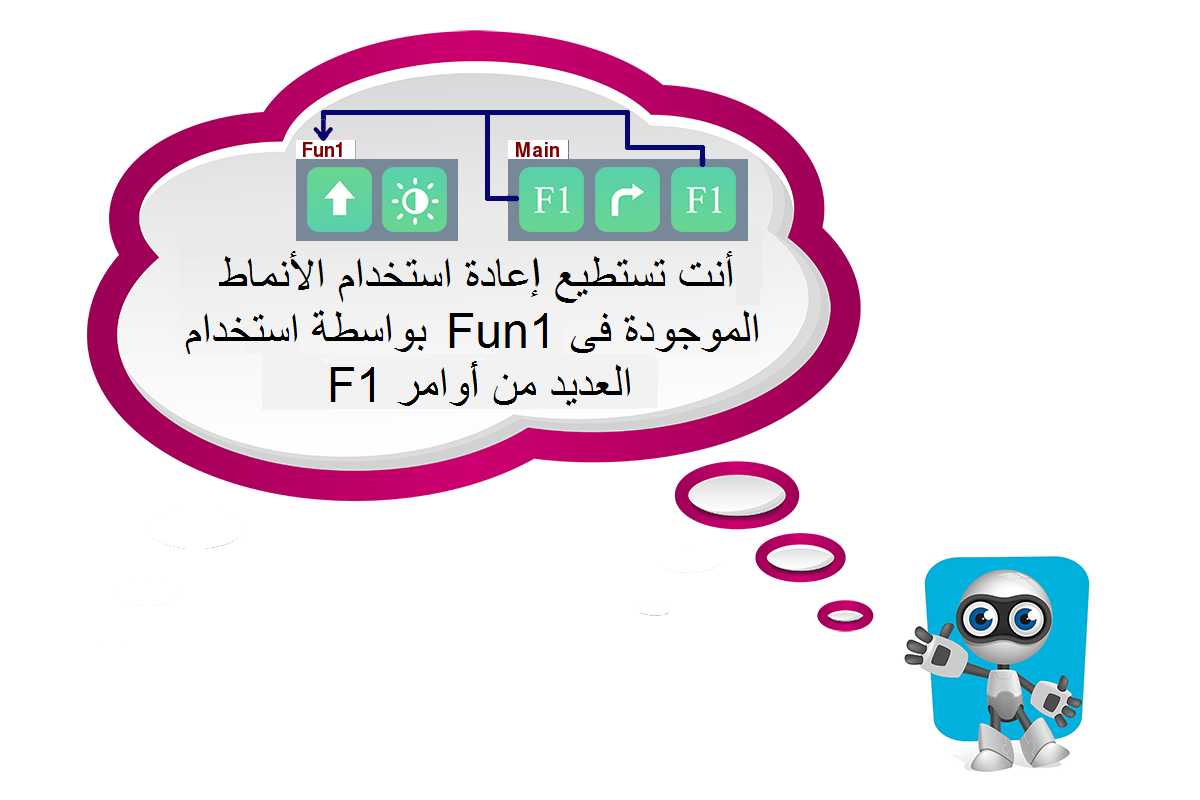 Fun1
Main
F1
F1
أنت تستطيع إعادة استخدام الأنماط
الموجودة فى Fun1 بواسطة استخدام
العديد من أوامر F1